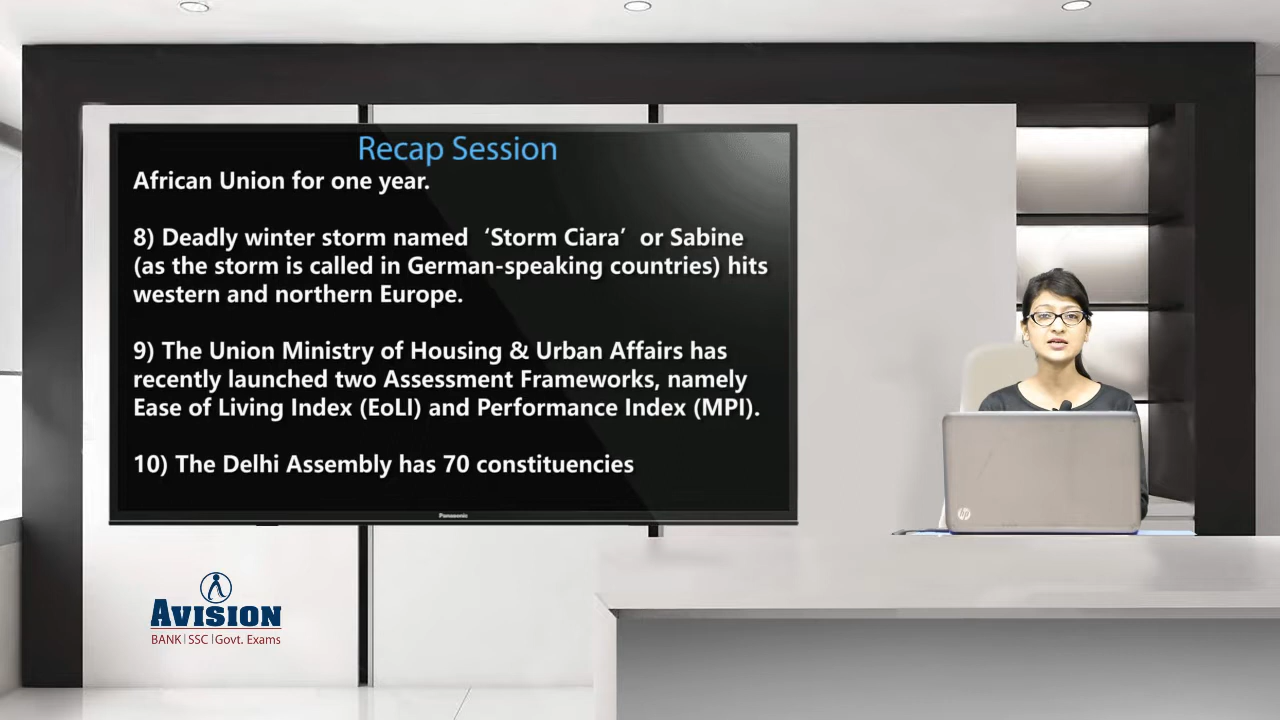 Recap Session
African Union for one year.
8) Deadly winter storm named ‘Storm Ciara’ or Sabine
(as the storm is called in German-speaking countries) hits
western and northern Europe.
9) The Union Ministry of Housing & Urban Affairs has
recently launched two Assessment Frameworks, namely
Ease of Living Index (EoLI) and Performance Index (MPI).
10) The Delhi Assembly has 70 constituencies
Panasonic
hp
AVISION
BANK|SSC|Govt. Exams